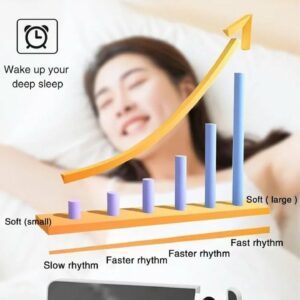 Wake up your
deep sleep
Soft ( large )
Soft (small)
Fast rhythm
Faster rhythm
Faster rhythm
Slow rhythm